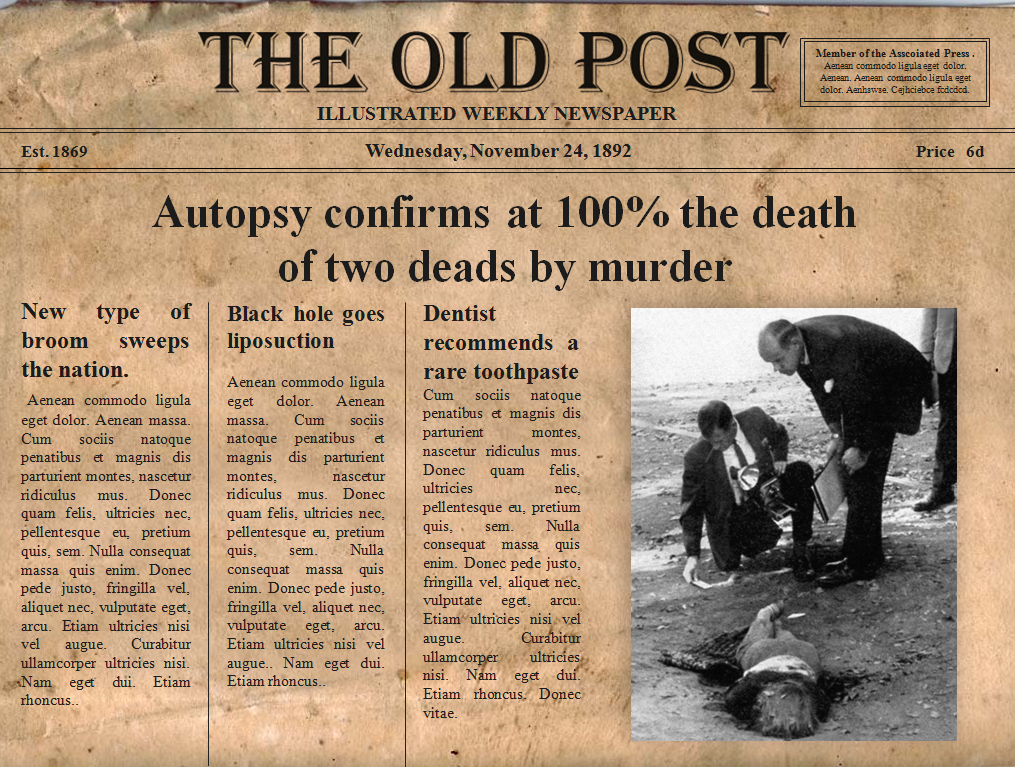 THE OLD POST
ILLUSTRATED WEEKLY NEWSPAPER
Member of the Asscoiated Press .
Aenean commodo ligula eget dolor.
Aenean. Aenean commodo ligula eget
dolor. Aenhswse. Cejhciebce fcdcdcd.
Est. 1869
Wednesday, November 24, 1892
Price 6d
Autopsy confirms at 100% the death
of two deads by murder
New type of
broom sweeps
the nation.
Aenean commodo ligula
eget dolor. Aenean massa.
Cum sociis natoque
penatibus et magnis dis
parturient montes, nascetur
ridiculus mus. Donec
quam felis, ultricies nec,
pellentesque eu, pretium
quis, sem. Nulla consequat
massa quis enim. Donec
pede justo, fringilla vel,
aliquet nec, vulputate eget,
arcu. Etiam ultricies nisi
vel augue. Curabitur
ullamcorper ultricies nisi.
Nam eget dui. Etiam
rhoncus..
Black hole goes
liposuction
Aenean commodo ligula
eget dolor. Aenean
massa. Cum sociis
natoque penatibus et
magnis dis parturient
montes, nascetur
ridiculus mus. Donec
quam felis, ultricies nec,
pellentesque eu, pretium
quis, sem. Nulla
consequat massa quis
enim. Donec pede justo,
fringilla vel, aliquet nec,
vulputate eget, arcu.
Etiam ultricies nisi vel
augue.. Nam eget dui.
Etiam rhoncus..
Dentist
recommends a
rare toothpaste
Cum sociis natoque
penatibus et magnis dis
parturient montes,
nascetur ridiculus mus.
Donec quam felis,
ultricies nec,
pellentesque eu, pretium
quis, sem. Nulla
consequat massa quis
enim. Donec pede justo,
fringilla vel, aliquet nec,
vulputate eget, arcu.
Etiam ultricies nisi vel
augue. Curabitur
ullamcorper ultricies
nisi. Nam eget dui.
Etiam rhoncus. Donec
vitae.